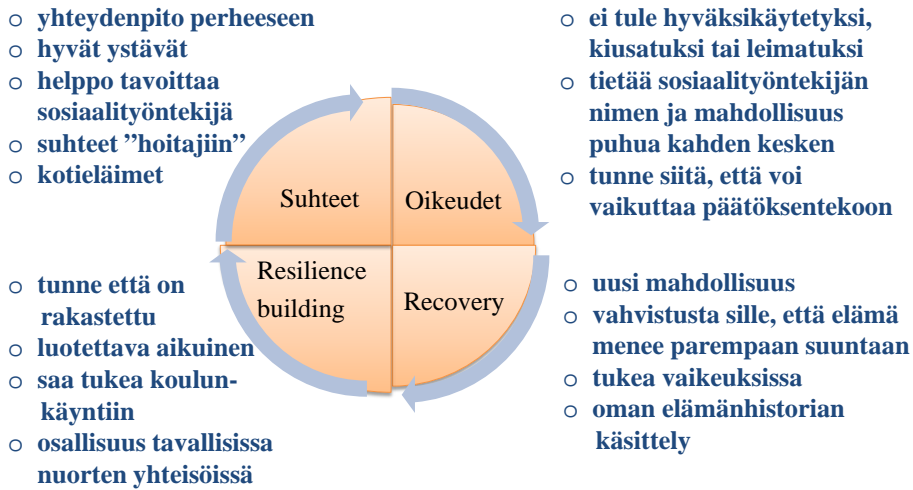 o yhteydenpito perheeseen
o hyvät ystävät
o helppo tavoittaa
sosiaalityöntekijä
o suhteet ”hoitajiin”
o kotieläimet
o ei tule hyväksikäytetyksi,
kiusatuksi tai leimatuksi
o tietää sosiaalityöntekijän
nimen ja mahdollisuus
puhua kahden kesken
o tunne siitä, että voi
vaikuttaa päätöksentekoon
Suhteet
Oikeudet
Resilience
building
Recovery
o tunne että on
rakastettu
o luotettava aikuinen
o saa tukea koulun-
käyntiin
o osallisuus tavallisissa
nuorten yhteisöissä
o uusi mahdollisuus
o vahvistusta sille, että elämä
menee parempaan suuntaan
o tukea vaikeuksissa
o oman elämänhistorian
käsittely